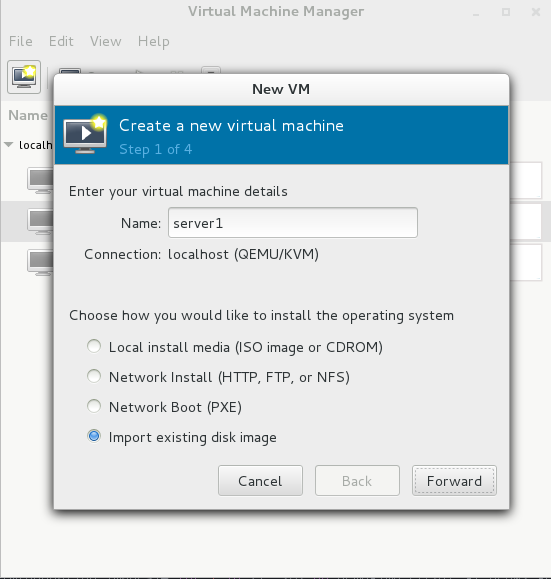 Virtual Machine Manager
File Edit View Help
Name
localh
New VM
Create a new virtual machine
Step 1 of 4
Enter your virtual machine details
Name: server1
Connection: localhost (QEMU/KVM)
Choose how you would like to install the operating system
Local install media (ISO image or CDROM)
Network Install (HTTP, FTP, or NFS)
Network Boot (PXE)
Import existing disk image
Cancel Back Forward